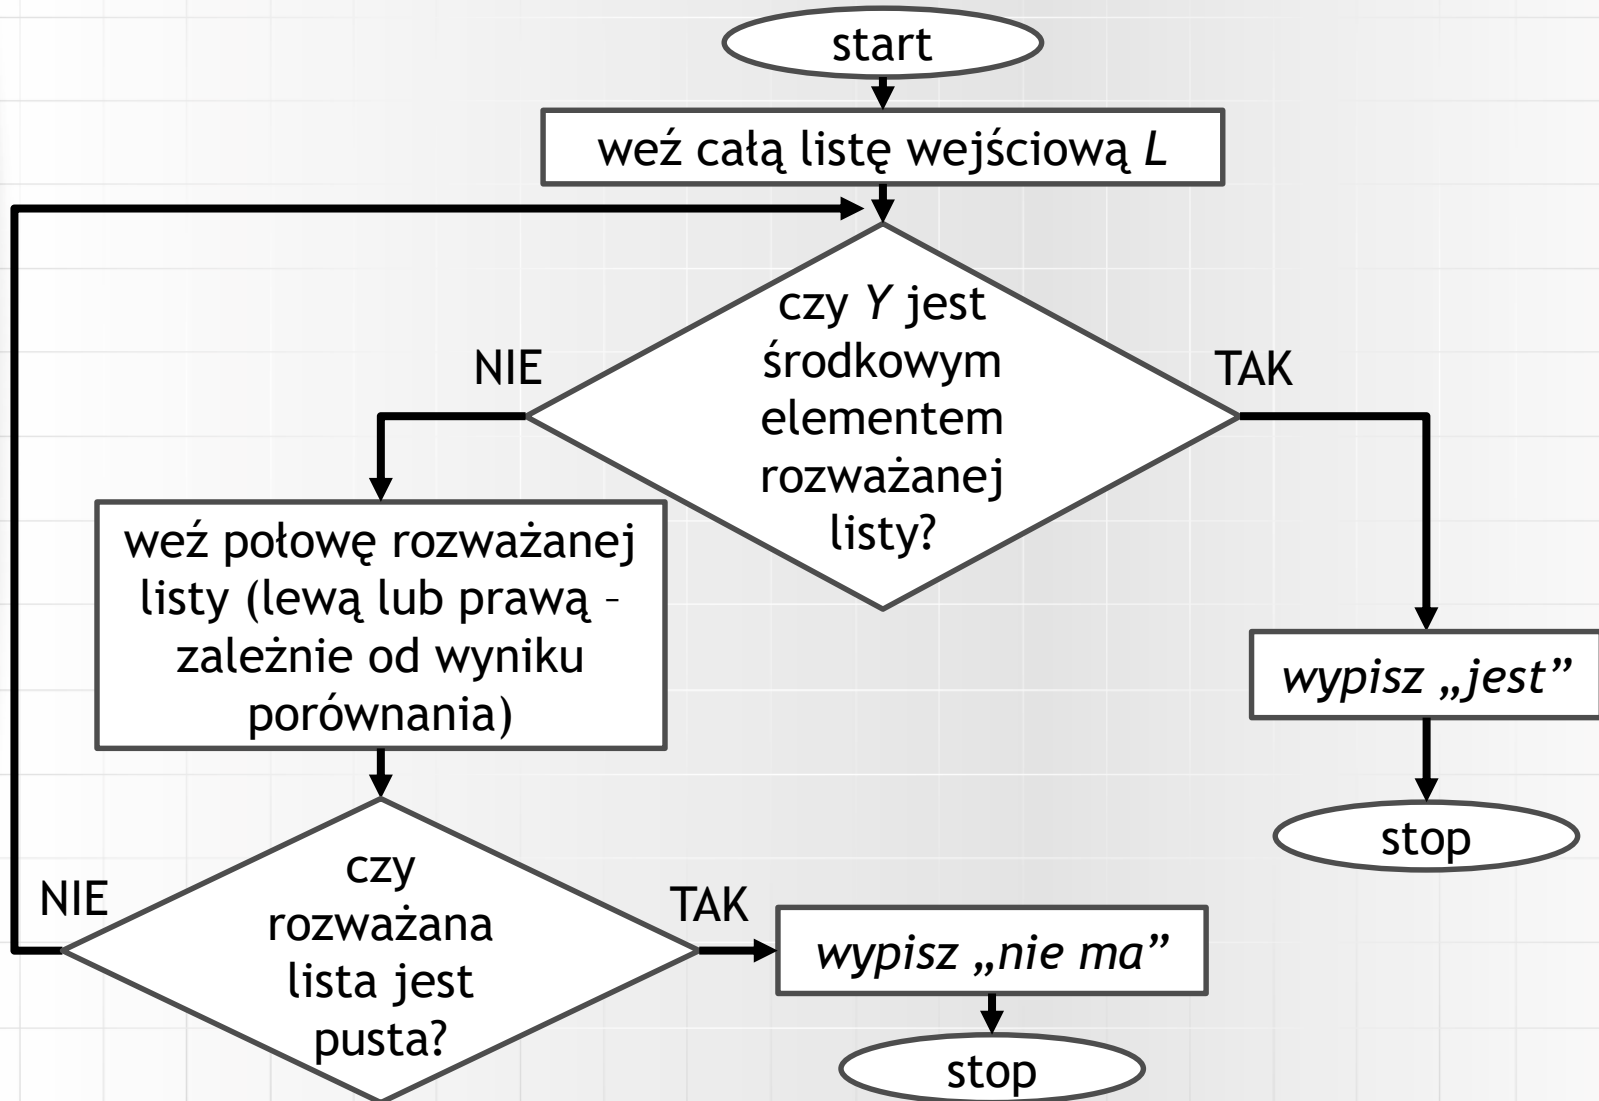 start
weź całą listę wejściową L
czy Y jest
środkowym
elementem
rozważanej
listy?
NIE
TAK
weź połowę rozważanej
listy (lewą lub prawą –
zależnie od wyniku
porównania)
wypisz „jest”
stop
czy
rozważana
lista jest
pusta?
NIE
TAK
wypisz „nie ma”
stop